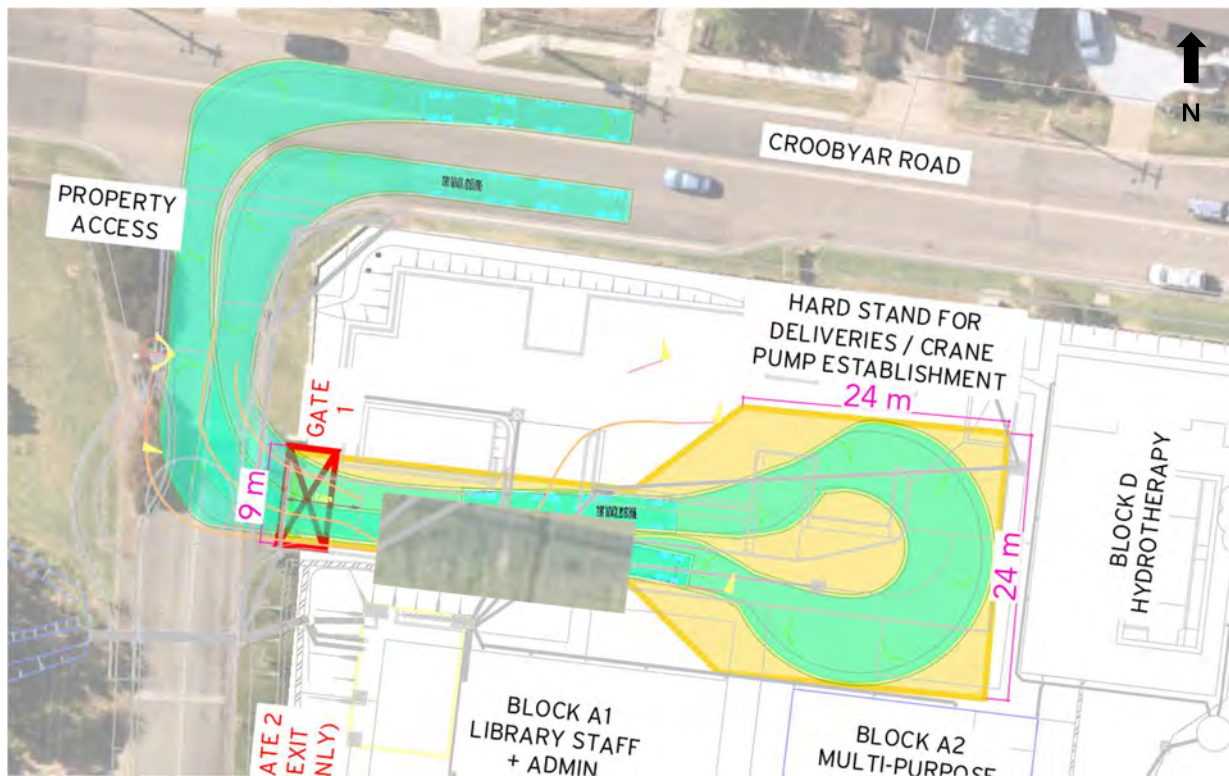 N
CROOBYAR ROAD
PROPERTY
ACCESS
HARD STAND FOR
DELIVERIES / CRANE
PUMP ESTABLISHMENT
24 m
GATE
1
9 m
24 m
BLOCK D
HYDROTHERAPY
BLOCK A1
LIBRARY STAFF
+ ADMIN
BLOCK A2
MULTI-PURPOSE
ATE 2
EXIT
NLY)